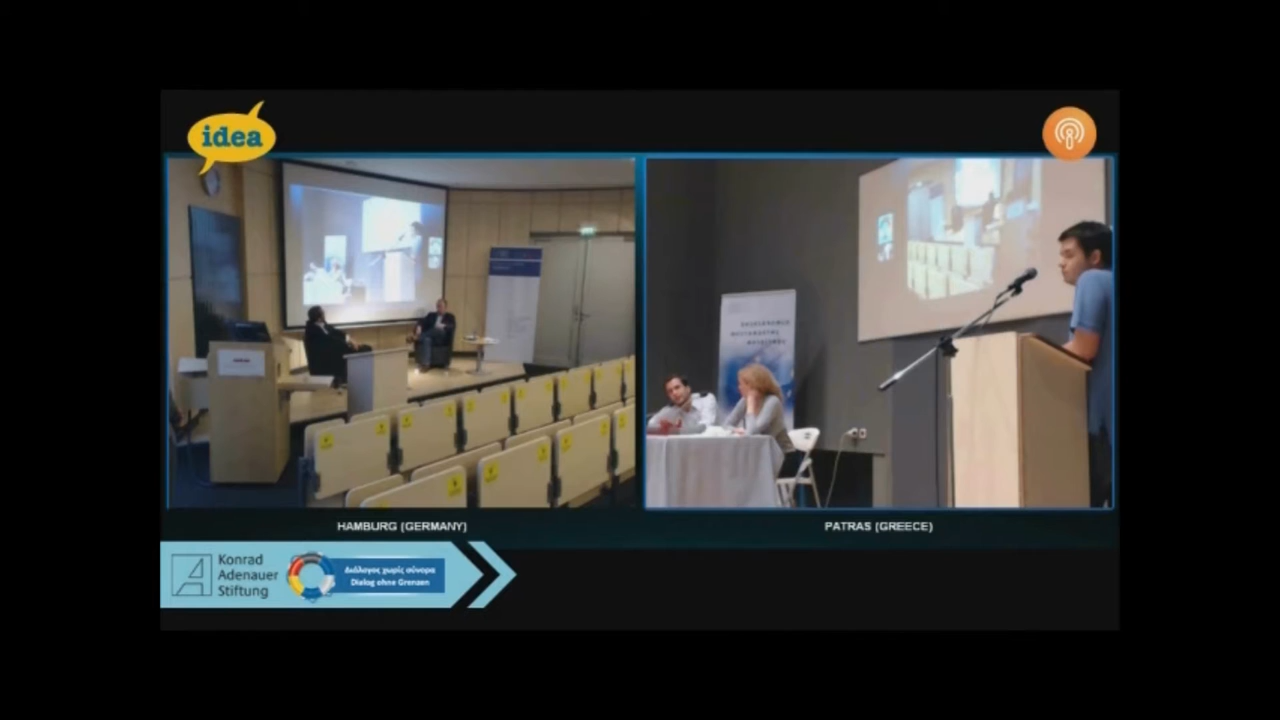 idea
HAMBURG (GERMANY)
PATRAS (GREECE)
Konrad
Adenauer
Stiftung
Διάλογος χωρίς σύνορα
Dialog ohne Grenzen